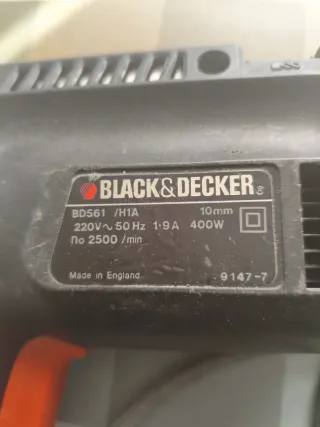 BLACK&DECKER
BD561 /H1A 10mm
220V~ 50Hz 1·9A 400W
no 2500/min
Made in England 9147-7